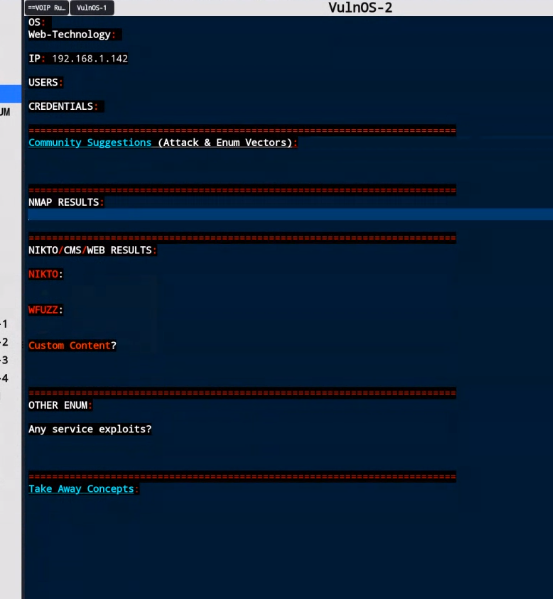 ==VOIP Ru… VulnOS-1
VulnOS-2
OS:
Web-Technology:
IP: 192.168.1.142
USERS:
UM
CREDENTIALS:
Community Suggestions (Attack & Enum Vectors):
NMAP RESULTS:
NIKTO/CMS/WEB RESULTS:
NIKTO:
WFUZZ:
-1
-2
Custom Content?
-3
-4
OTHER ENUM:
Any service exploits?
Take Away Concepts: